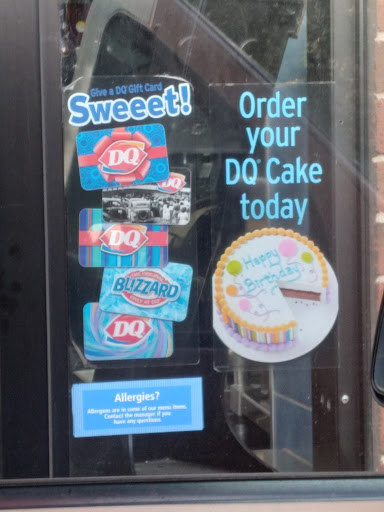 Give a DQ® Gift Card
Sweeet!
DQ
DQ
DQ
BLIZZARD
DQ
Order
your
DQ® Cake
today
Happy
Birthday
Allergies?
Allergens are in some of our menu items.
Contact the manager if you
have any questions.